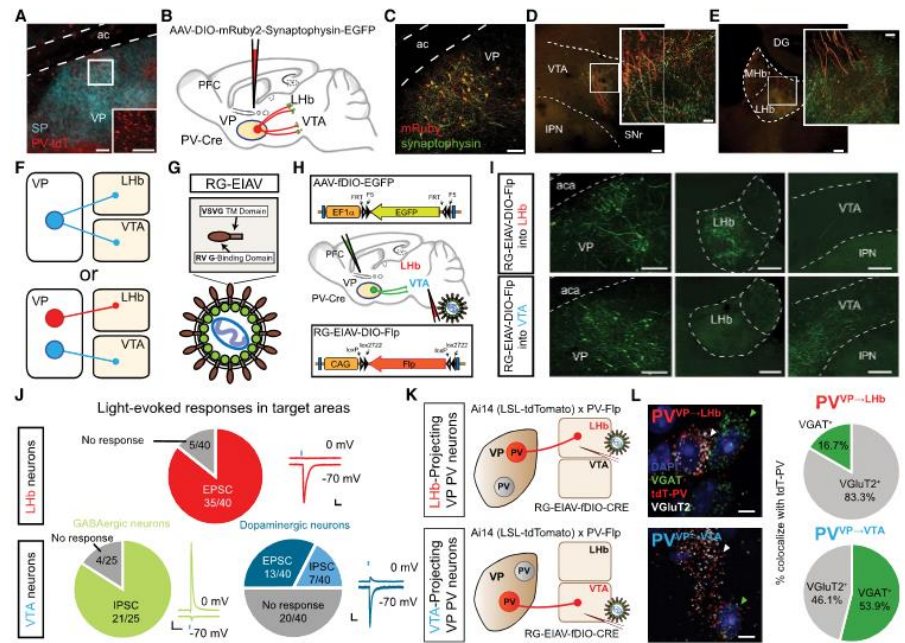 A
ac
SP
PV-tdT
VP
B
AAV-DIO-mRuby2-Synaptophysin-EGFP
PFC
LHb
VP
VTA
PV-Cre
C
ac
VP
mRuby
synaptophysin
D
VTA
IPN
SNr
E
DG
MHb
LHb
F
VP
LHb
VTA
or
VP
LHb
VTA
G
RG-EIAV
VSVG TM Domain
RV G-Binding Domain
H
AAV-fDIO-EGFP
FRT F5
FRT F5
EF1α
EGFP
PFC
LHb
VP
VTA
PV-Cre
RG-EIAV-DIO-Flp
loxP lox2722
loxP lox2722
CAG
Flp
I
RG-EIAV-DIO-Flp
into LHb
aca
VP
LHb
VTA
IPN
RG-EIAV-DIO-Flp
into VTA
aca
VP
LHb
VTA
IPN
J
Light-evoked responses in target areas
LHb
neurons
No response
5/40
EPSC
35/40
0 mV
-70 mV
VTA
neurons
GABAergic neurons
No response
4/25
IPSC
21/25
0 mV
-70 mV
Dopaminergic neurons
EPSC
13/40
IPSC
7/40
No response
20/40
0 mV
-70 mV
K
LHb-Projecting
VP PV neurons
Ai14 (LSL-tdTomato) x PV-Flp
LHb
VP
PV
PV
VTA
RG-EIAV-fDIO-CRE
VTA-Projecting
VP PV neurons
Ai14 (LSL-tdTomato) x PV-Flp
LHb
VP
PV
PV
VTA
RG-EIAV-fDIO-CRE
L
PV VP→LHb
DAPI
VGAT
tdT-PV
VGluT2
PV VP→VTA
% colocalize with tdT-PV
PV VP→LHb
VGAT+
16.7%
VGluT2+
83.3%
PV VP→VTA
VGluT2+
46.1%
VGAT+
53.9%